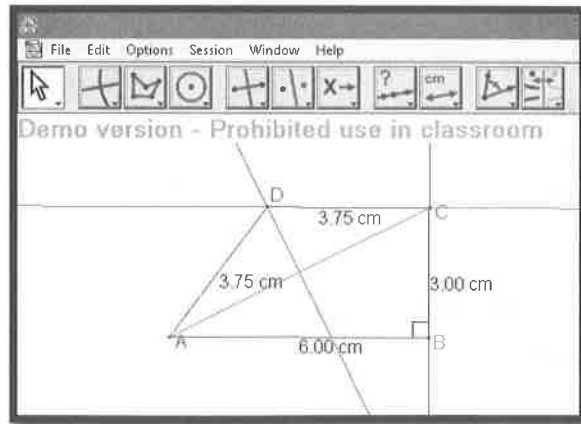 File Edit Options Session Window Help
? cm
X
Demo version - Prohibited use in classroom
D
3.75 cm
C
3.75 cm
3.00 cm
A
6.00 cm
B